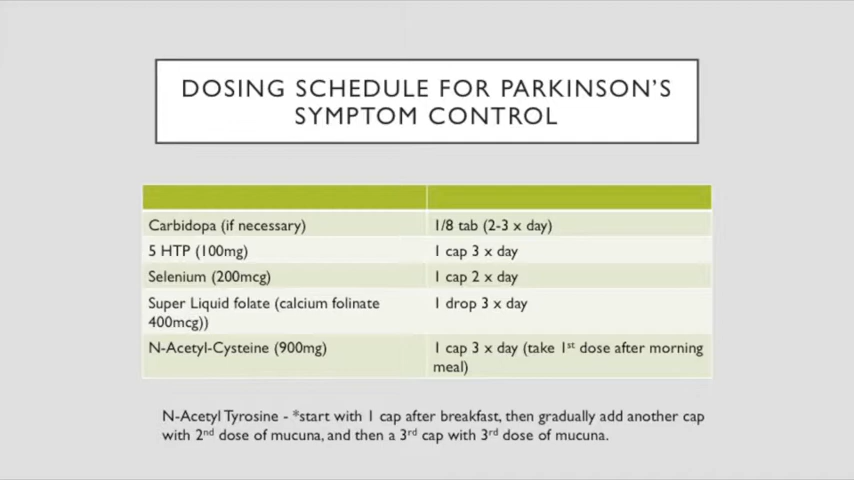 DOSING SCHEDULE FOR PARKINSON'S
SYMPTOM CONTROL
Carbidopa (if necessary) 1/8 tab (2-3 x day)
5 HTP (100mg) 1 cap 3 x day
Selenium (200mcg) 1 cap 2 x day
Super Liquid folate (calcium folinate
400mcg)) 1 drop 3 x day
N-Acetyl-Cysteine (900mg) 1 cap 3 x day (take 1st dose after morning
meal)
N-Acetyl Tyrosine - *start with 1 cap after breakfast, then gradually add another cap
with 2nd dose of mucuna, and then a 3rd cap with 3rd dose of mucuna.